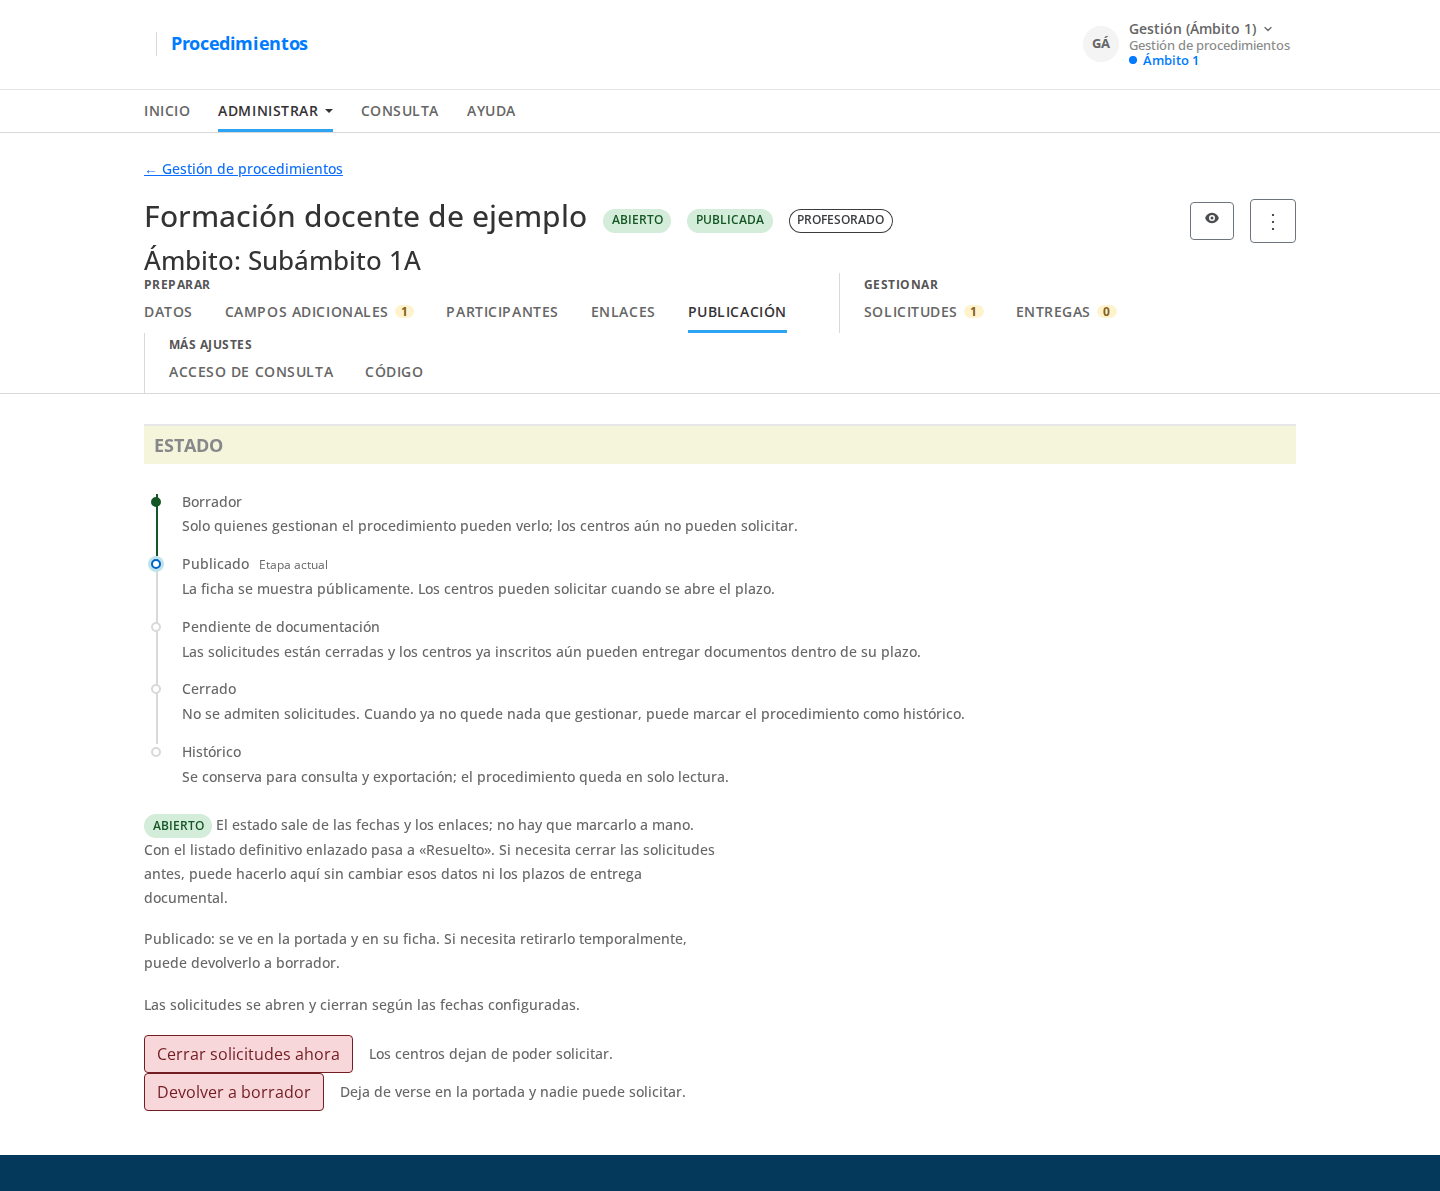 Procedimientos
GÁ
Gestión (Ámbito 1)
Gestión de procedimientos
Ámbito 1
INICIO ADMINISTRAR CONSULTA AYUDA
← Gestión de procedimientos
Formación docente de ejemplo ABIERTO PUBLICADA PROFESORADO
⋮
Ámbito: Subámbito 1A
PREPARAR
DATOS CAMPOS ADICIONALES 1 PARTICIPANTES ENLACES PUBLICACIÓN
GESTIONAR
SOLICITUDES 1 ENTREGAS 0
MÁS AJUSTES
ACCESO DE CONSULTA CÓDIGO
ESTADO
Borrador
Solo quienes gestionan el procedimiento pueden verlo; los centros aún no pueden solicitar.
Publicado Etapa actual
La ficha se muestra públicamente. Los centros pueden solicitar cuando se abre el plazo.
Pendiente de documentación
Las solicitudes están cerradas y los centros ya inscritos aún pueden entregar documentos dentro de su plazo.
Cerrado
No se admiten solicitudes. Cuando ya no quede nada que gestionar, puede marcar el procedimiento como histórico.
Histórico
Se conserva para consulta y exportación; el procedimiento queda en solo lectura.
ABIERTO El estado sale de las fechas y los enlaces; no hay que marcarlo a mano.
Con el listado definitivo enlazado pasa a «Resuelto». Si necesita cerrar las solicitudes
antes, puede hacerlo aquí sin cambiar esos datos ni los plazos de entrega
documental.
Publicado: se ve en la portada y en su ficha. Si necesita retirarlo temporalmente,
puede devolverlo a borrador.
Las solicitudes se abren y cierran según las fechas configuradas.
Cerrar solicitudes ahora Los centros dejan de poder solicitar.
Devolver a borrador Deja de verse en la portada y nadie puede solicitar.